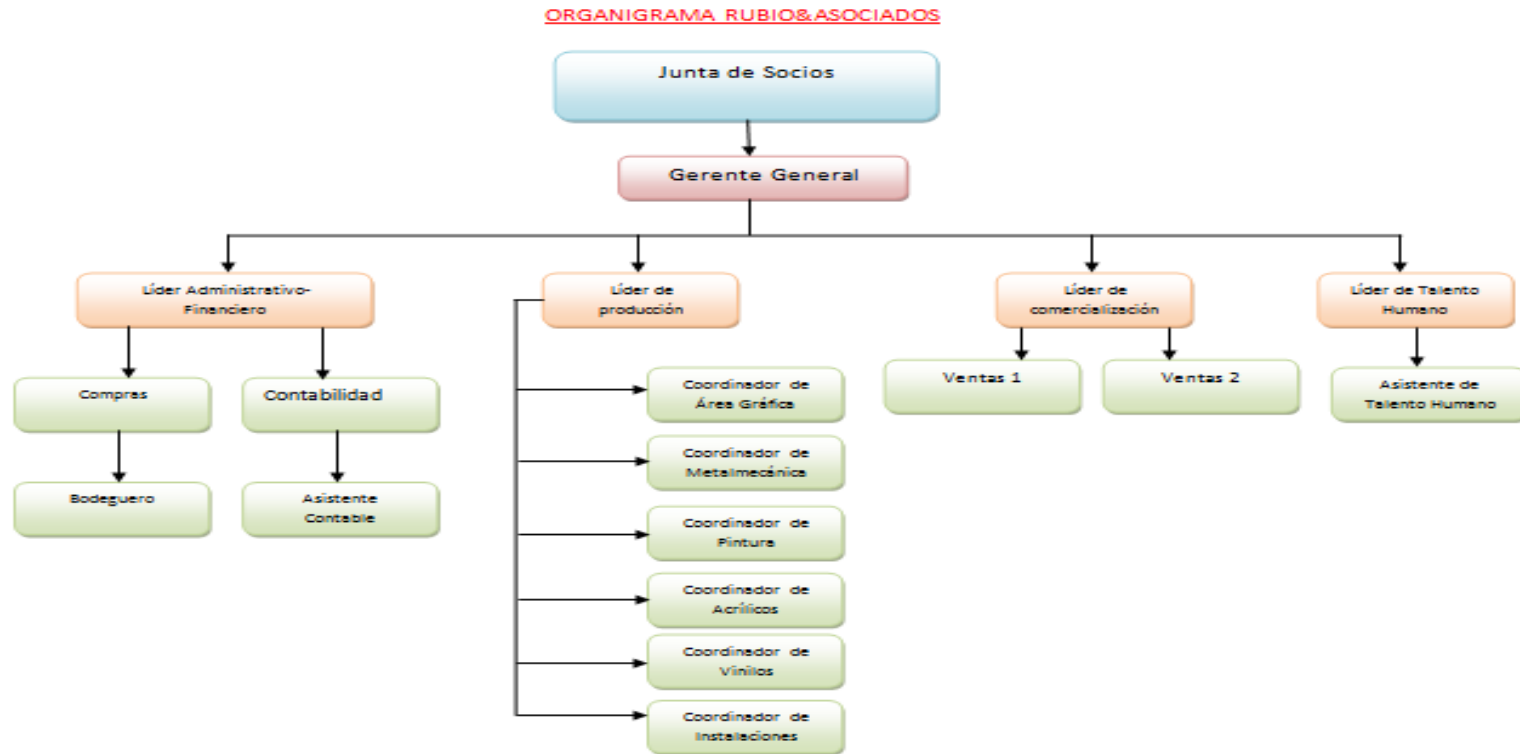 ORGANIGRAMA RUBIO&ASOCIADOS
Junta de Socios
Gerente General
Líder Administrativo-
Financiero
Líder de
producción
Líder de
comercialización
Líder de Talento
Humano
Compras
Contabilidad
Bodeguero
Asistente
Contable
Coordinador de
Área Gráfica
Coordinador de
Metalmecánica
Coordinador de
Pintura
Coordinador de
Acrílicos
Coordinador de
Vinilos
Coordinador de
Instalaciones
Ventas 1
Ventas 2
Asistente de
Talento Humano